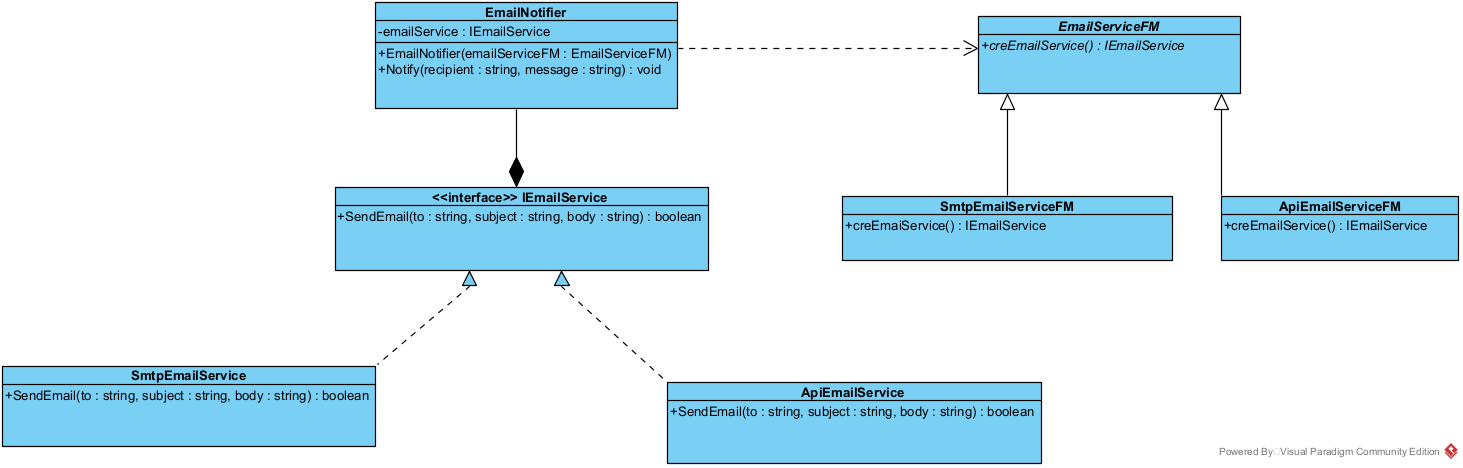 EmailNotifier
-emailService : IEmailService
+EmailNotifier(emailServiceFM : EmailServiceFM)
+Notify(recipient : string, message : string) : void
EmailServiceFM
+creEmailService() : IEmailService
<<interface>> IEmailService
+SendEmail(to : string, subject : string, body : string) : boolean
SmtpEmailServiceFM
+creEmaiService() : IEmailService
ApiEmailServiceFM
+creEmailService() : IEmailService
SmtpEmailService
+SendEmail(to : string, subject : string, body : string) : boolean
ApiEmailService
+SendEmail(to : string, subject : string, body : string) : boolean
Powered By Visual Paradigm Community Edition